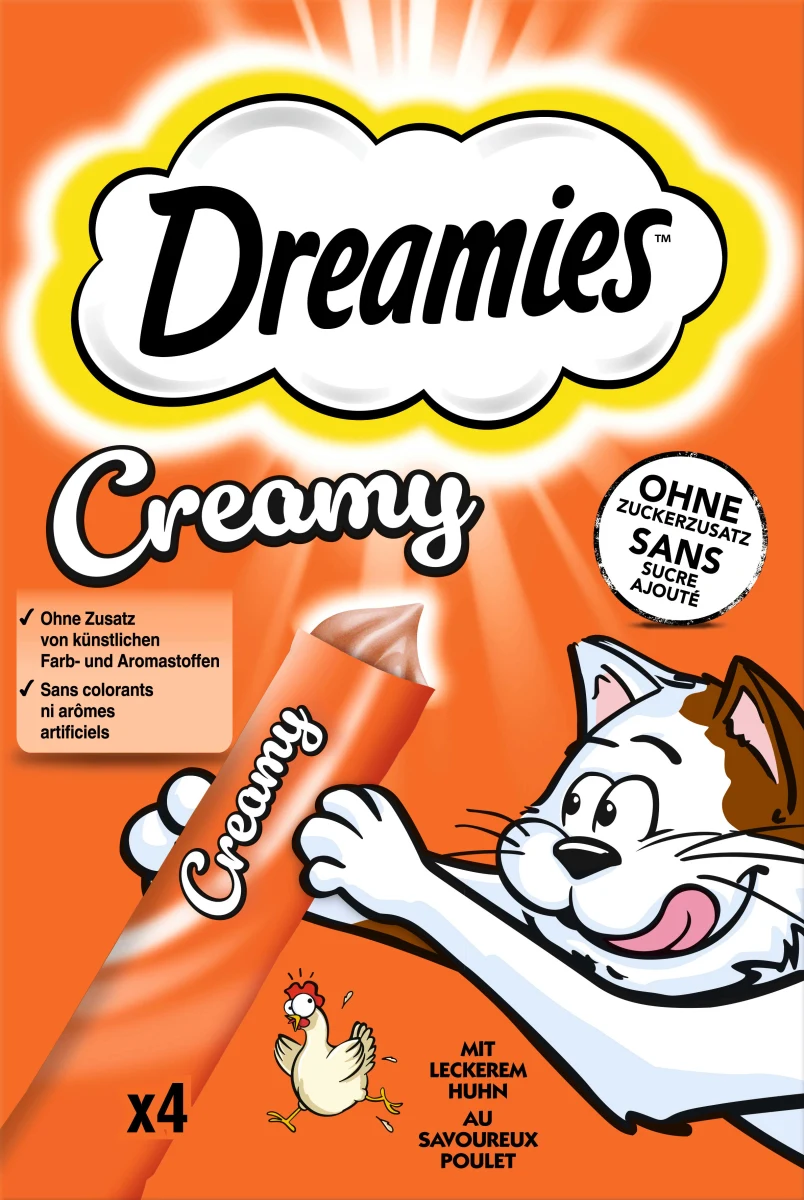 Dreamies™
Creamy
OHNE
ZUCKERZUSATZ
SANS
SUCRE
AJOUTÉ
✓ Ohne Zusatz
von künstlichen
Farb- und Aromastoffen
✓ Sans colorants
ni arômes
artificiels
Creamy
x4
MIT
LECKEREM
HUHN
AU
SAVOUREUX
POULET